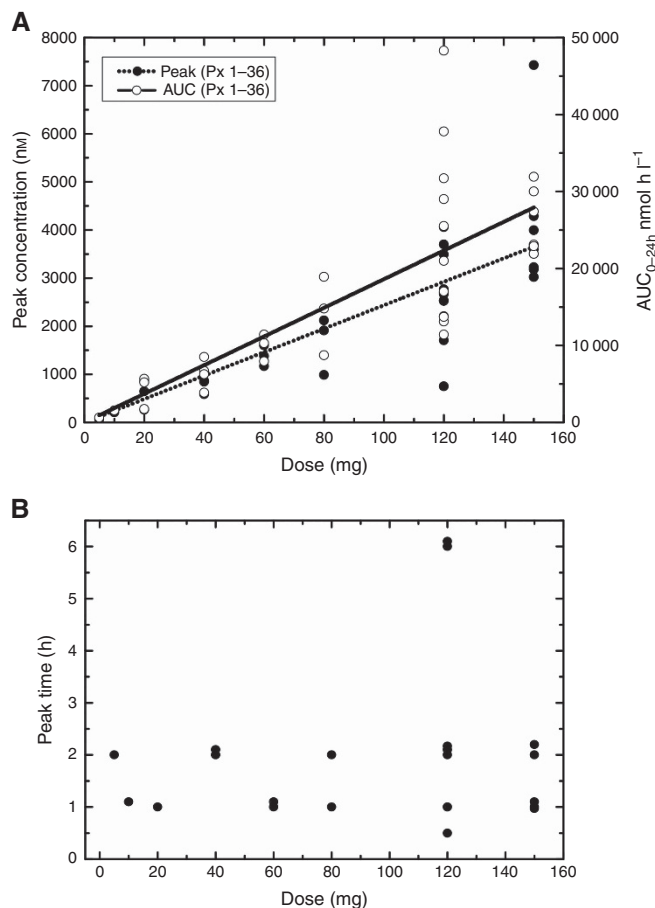 A
8000
7000
6000
5000
4000
3000
2000
1000
0
Peak concentration (nM)
Peak (Px 1–36)
AUC (Px 1–36)
50 000
40 000
30 000
20 000
10 000
0
AUC0–24h nmol h l–1
0 20 40 60 80 100 120 140 160
Dose (mg)
B
6
5
4
3
2
1
0
Peak time (h)
0 20 40 60 80 100 120 140 160
Dose (mg)